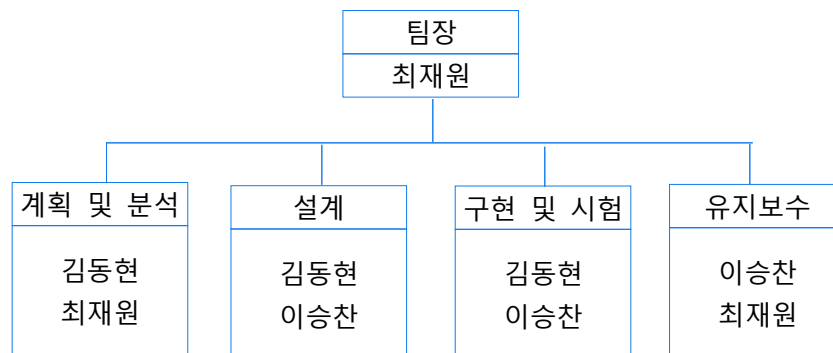 팀장
최재원
계획 및 분석
김동현
최재원
설계
김동현
이승찬
구현 및 시험
김동현
이승찬
유지보수
이승찬
최재원